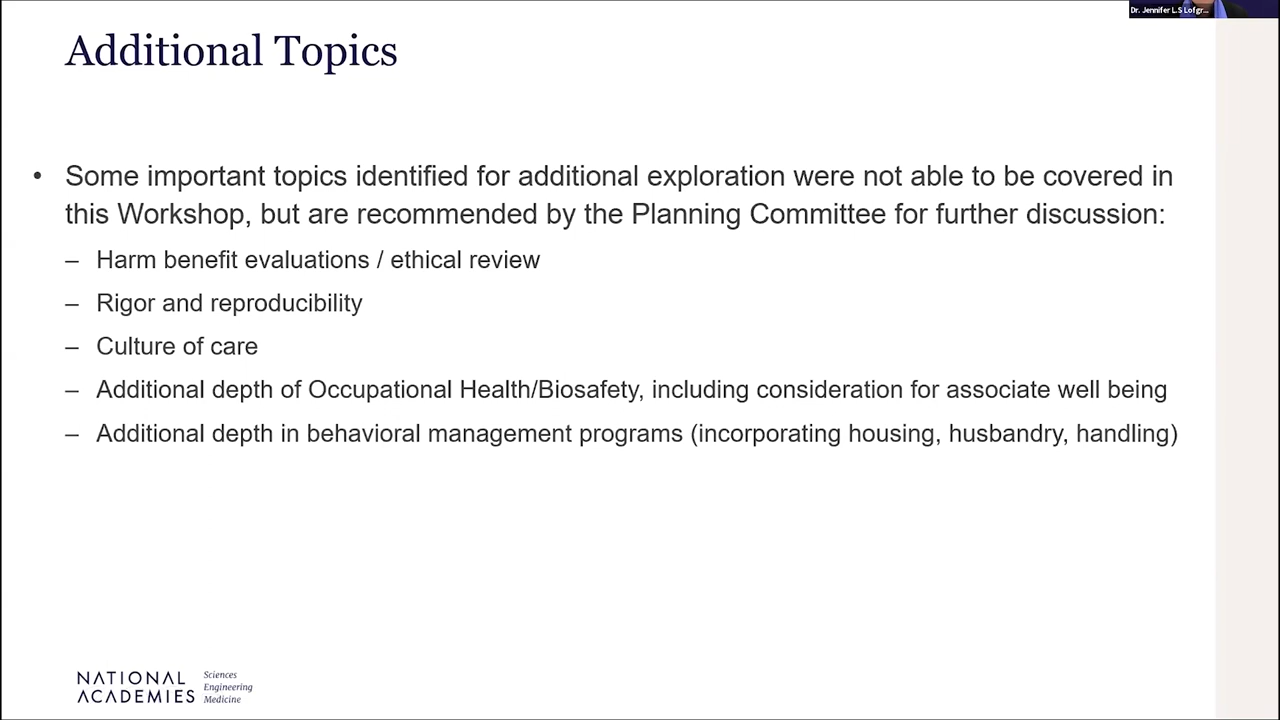 Dr. Jennifer L.S Lofgr...
Additional Topics
• Some important topics identified for additional exploration were not able to be covered in
this Workshop, but are recommended by the Planning Committee for further discussion:
– Harm benefit evaluations / ethical review
– Rigor and reproducibility
– Culture of care
– Additional depth of Occupational Health/Biosafety, including consideration for associate well being
– Additional depth in behavioral management programs (incorporating housing, husbandry, handling)
NATIONAL
ACADEMIES
Sciences
Engineering
Medicine